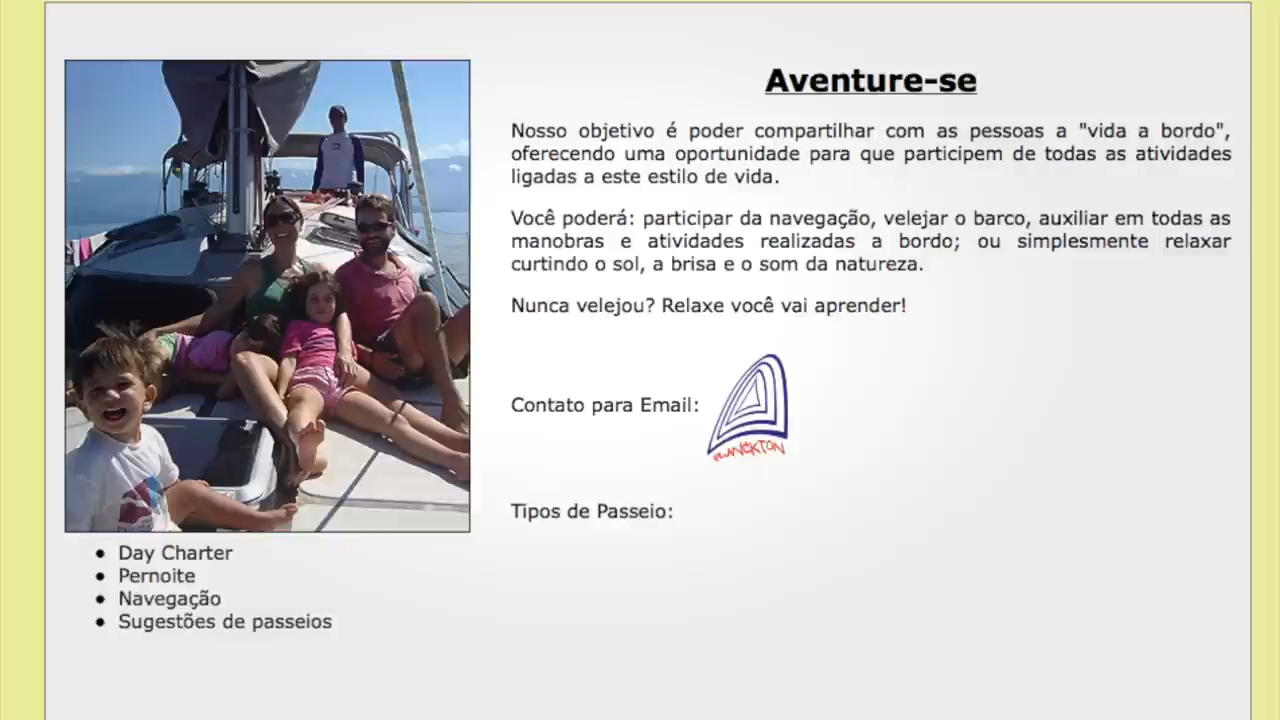 Aventure-se
Nosso objetivo é poder compartilhar com as pessoas a "vida a bordo",
oferecendo uma oportunidade para que participem de todas as atividades
ligadas a este estilo de vida.
Você poderá: participar da navegação, velejar o barco, auxiliar em todas as
manobras e atividades realizadas a bordo; ou simplesmente relaxar
curtindo o sol, a brisa e o som da natureza.
Nunca velejou? Relaxe você vai aprender!
Contato para Email:
PLANCKTON
Tipos de Passeio:
Day Charter
Pernoite
Navegação
Sugestões de passeios